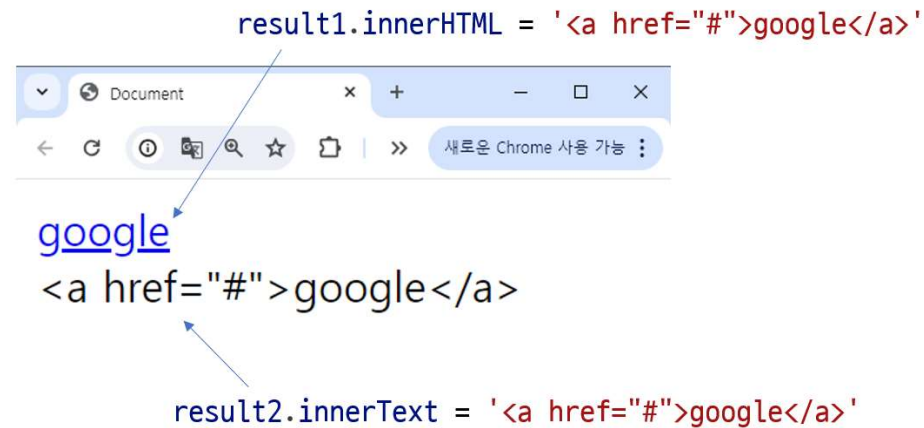 result1.innerHTML = '<a href="#">google</a>'
Document
새로운 Chrome 사용 가능
google
<a href="#">google</a>
result2.innerText = '<a href="#">google</a>'